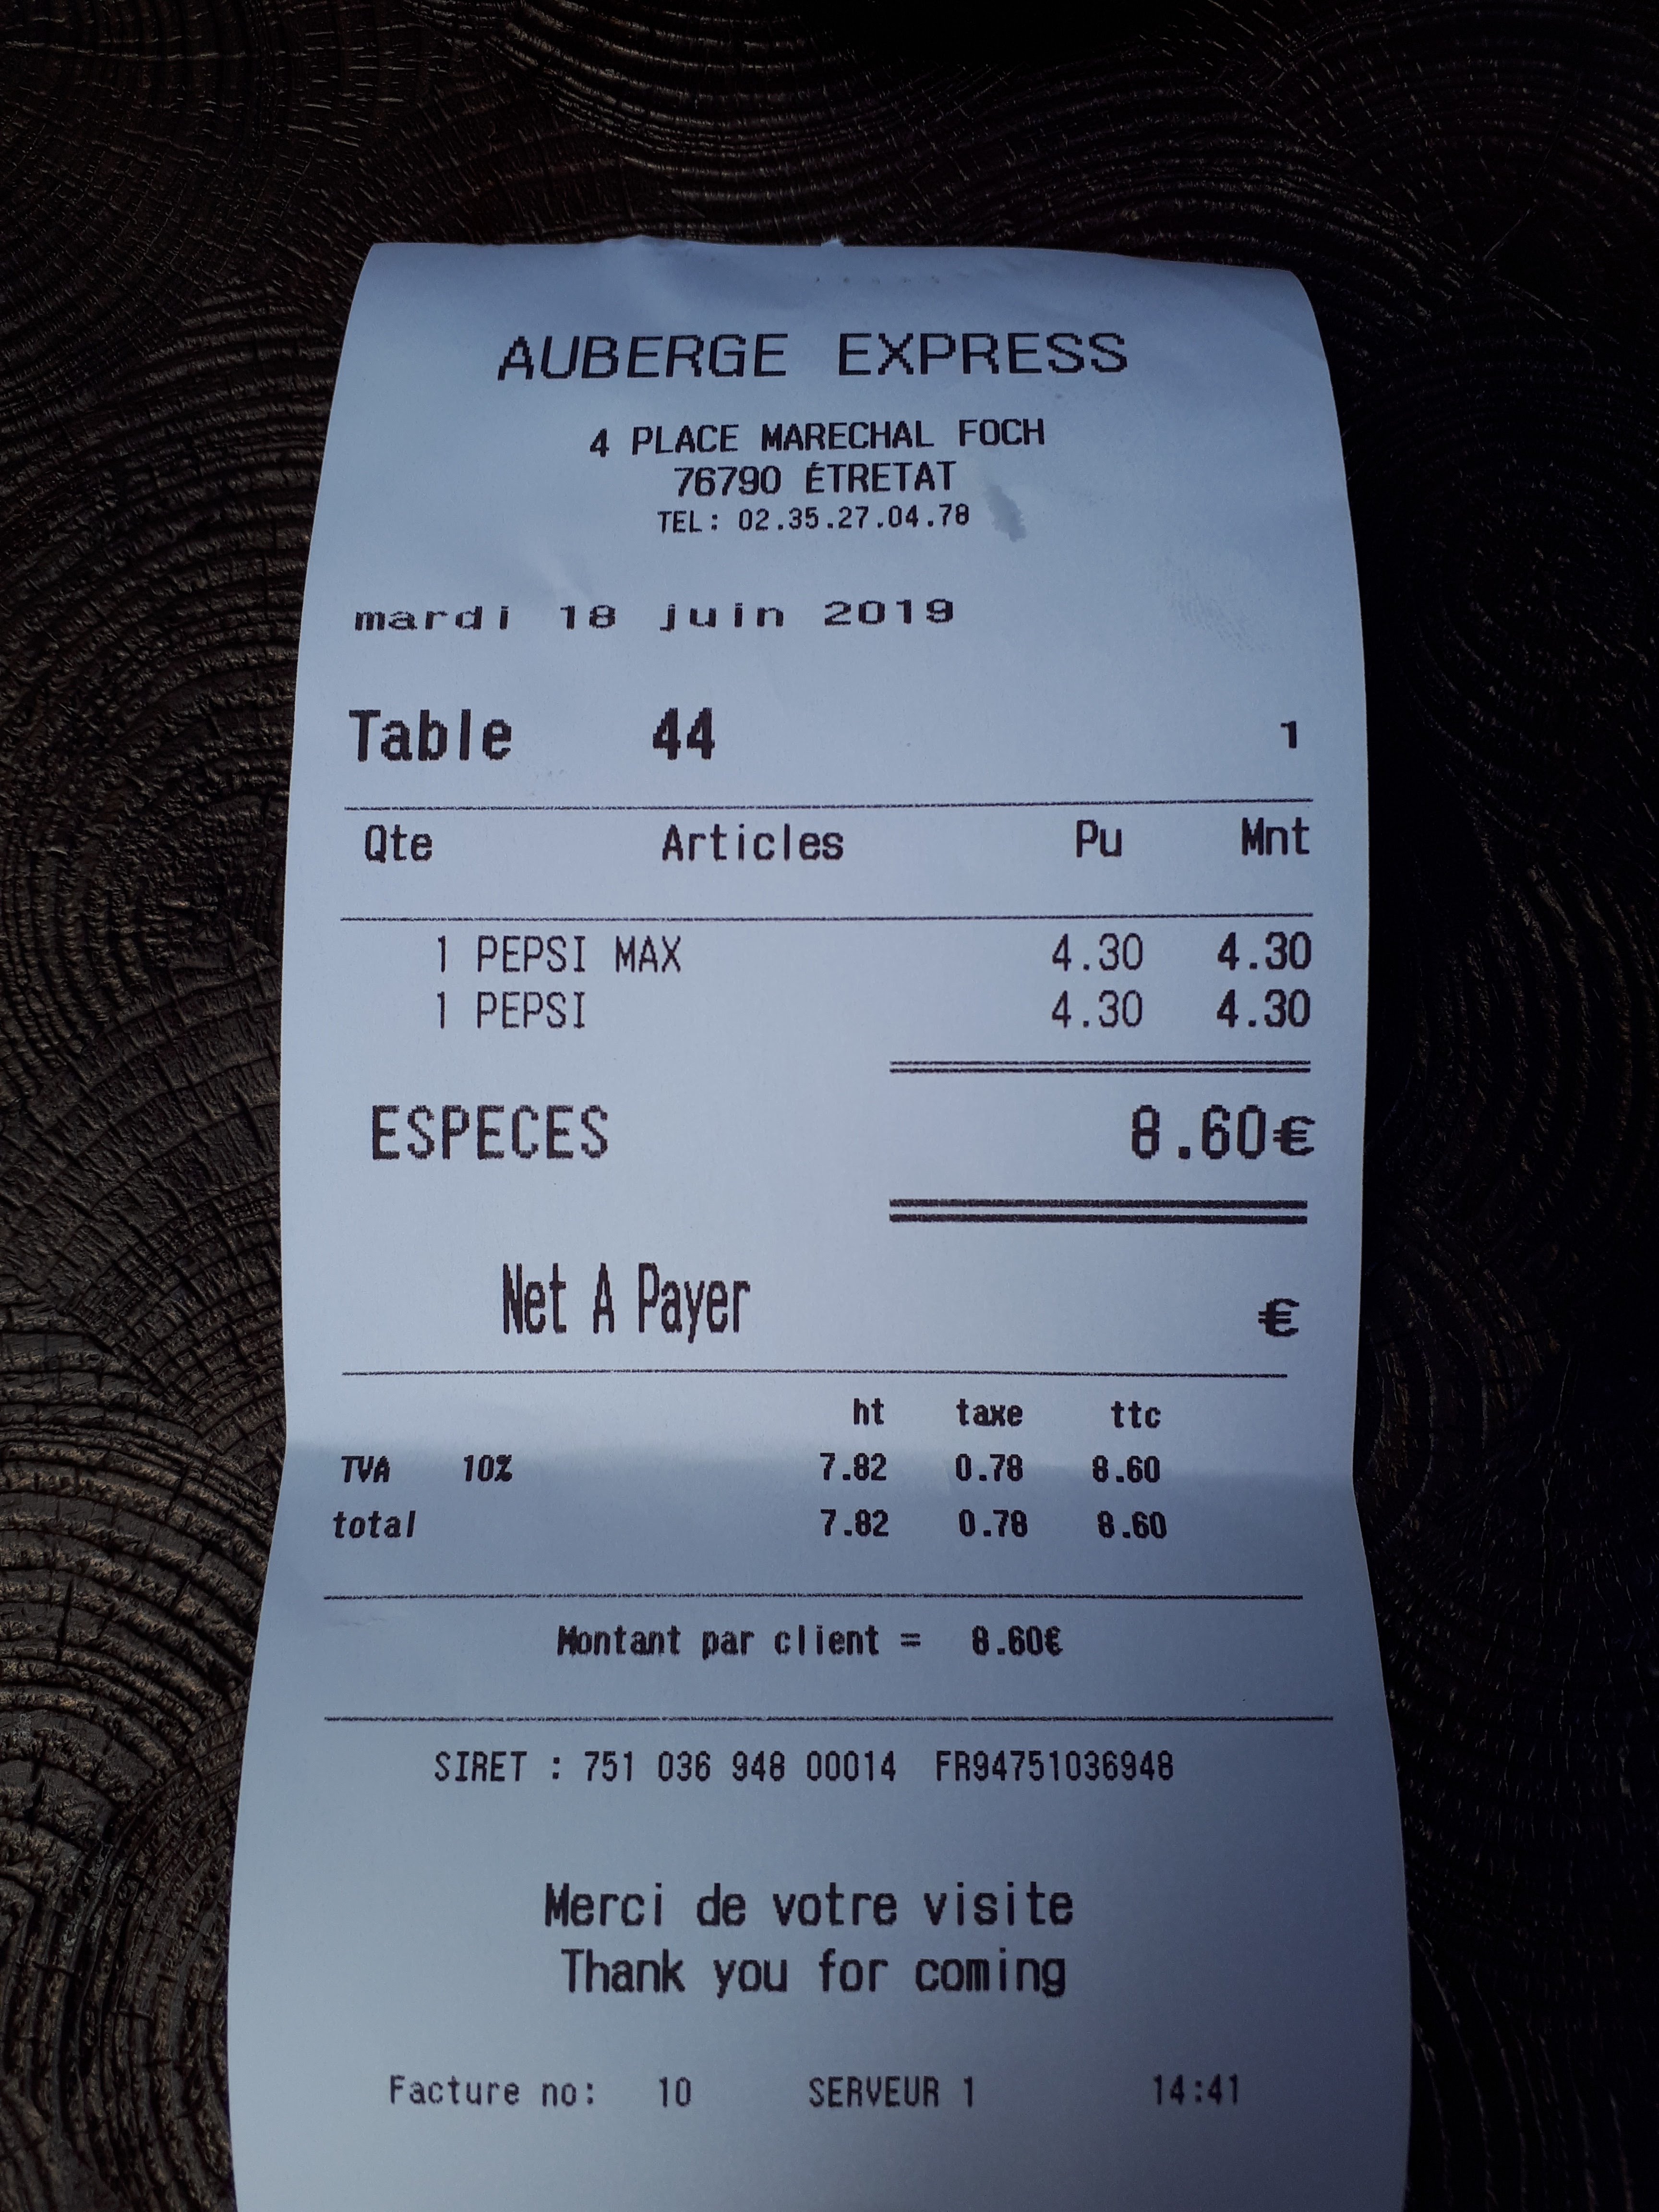 AUBERGE EXPRESS
4 PLACE MARECHAL FOCH
76790 ÉTRETAT
TEL: 02.35.27.04.78
mardi 18 juin 2019
Table 44 1
Qte Articles Pu Mnt
1 PEPSI MAX 4.30 4.30
1 PEPSI 4.30 4.30
ESPECES 8.60€
Net A Payer €
ht taxe ttc
TVA 10% 7.82 0.78 8.60
total 7.82 0.78 8.60
Montant par client = 8.60€
SIRET : 751 036 948 00014 FR94751036948
Merci de votre visite
Thank you for coming
Facture no: 10 SERVEUR 1 14:41